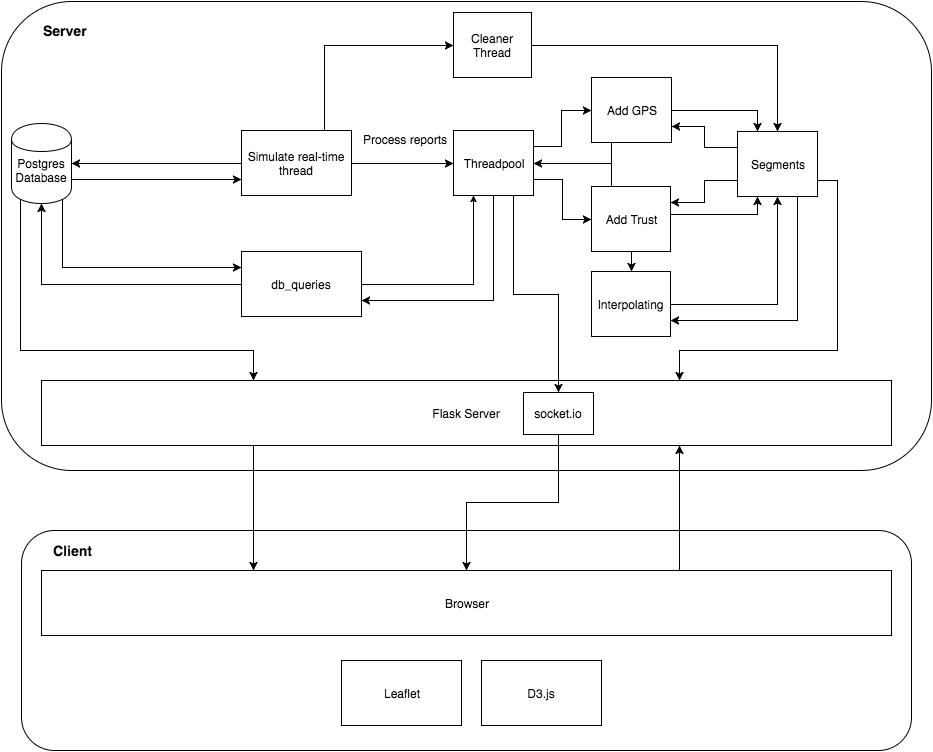 Server
Cleaner
Thread
Add GPS
Postgres
Database
Simulate real-time
thread
Process reports
Threadpool
Segments
Add Trust
db_queries
Interpolating
Flask Server
socket.io
Client
Browser
Leaflet
D3.js